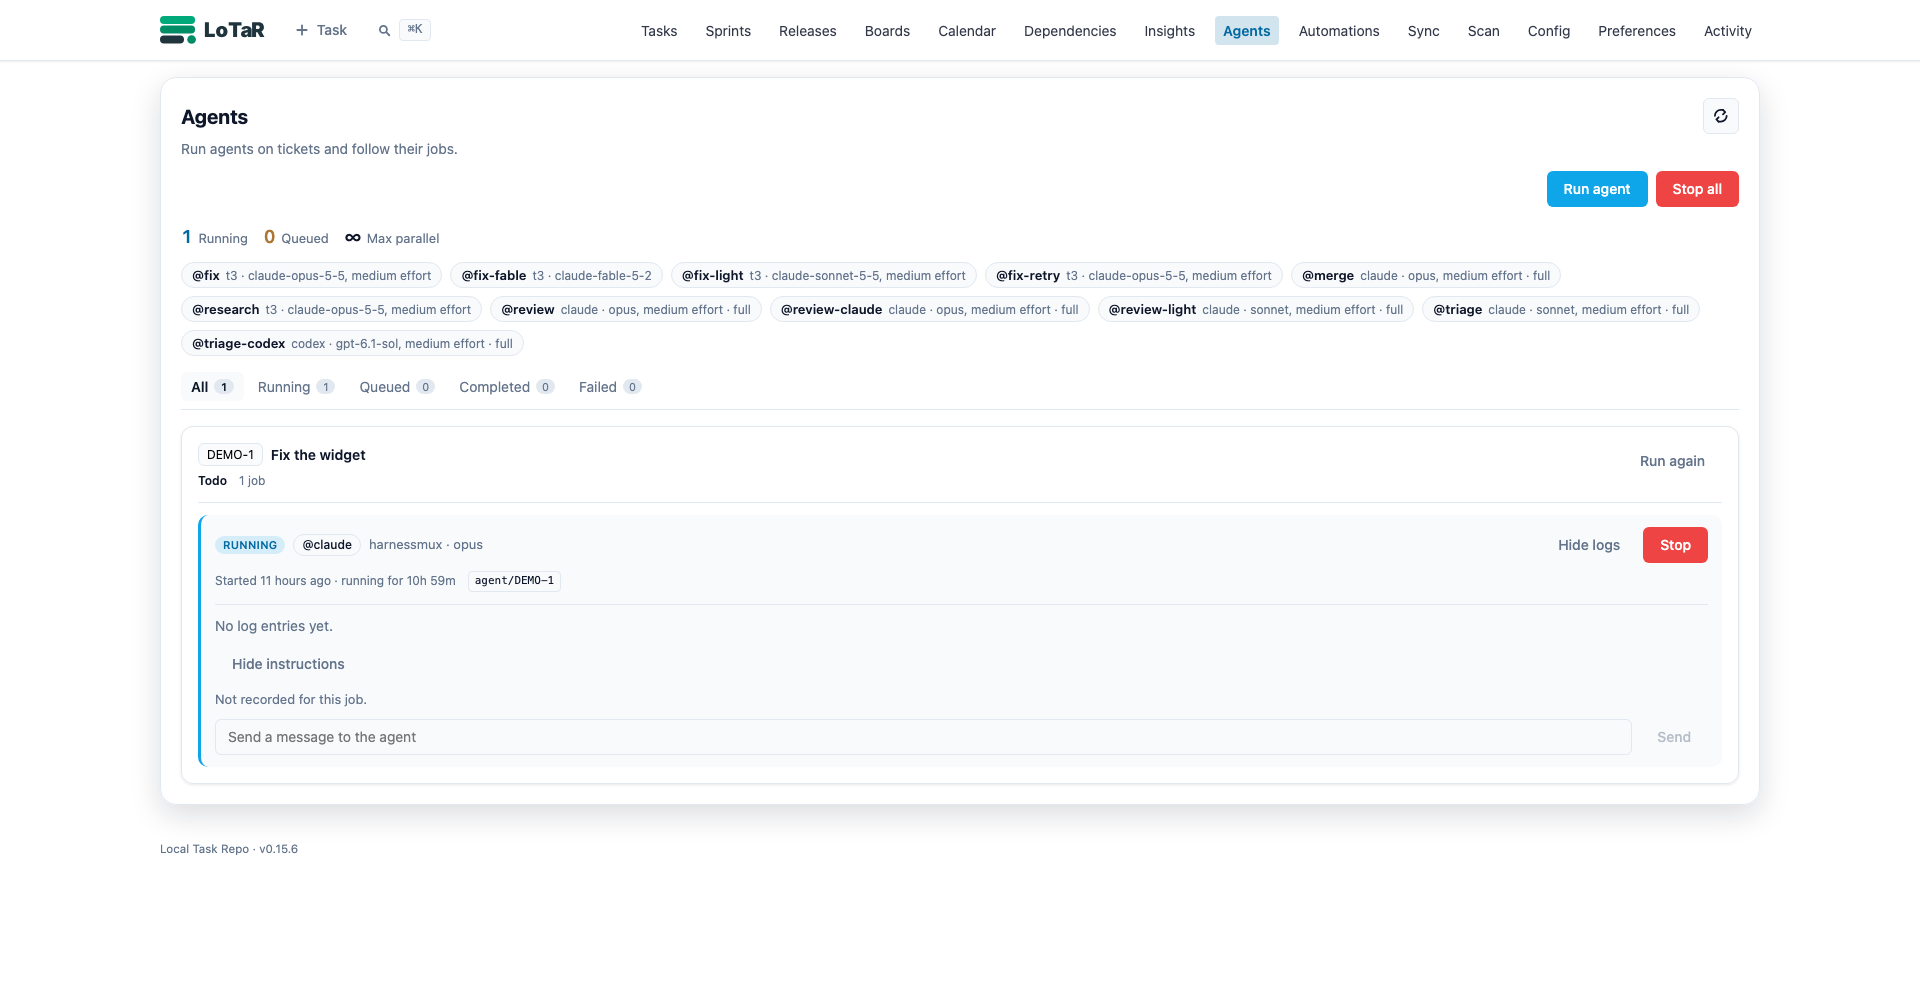 LoTaR + Task ⌘K Tasks Sprints Releases Boards Calendar Dependencies Insights Agents Automations Sync Scan Config Preferences Activity
Agents
Run agents on tickets and follow their jobs.
Run agent Stop all
1 Running 0 Queued ∞ Max parallel
@fix t3 · claude-opus-5-5, medium effort @fix-fable t3 · claude-fable-5-2 @fix-light t3 · claude-sonnet-5-5, medium effort @fix-retry t3 · claude-opus-5-5, medium effort @merge claude · opus, medium effort · full
@research t3 · claude-opus-5-5, medium effort @review claude · opus, medium effort · full @review-claude claude · opus, medium effort · full @review-light claude · sonnet, medium effort · full @triage claude · sonnet, medium effort · full
@triage-codex codex · gpt-6.1-sol, medium effort · full
All 1 Running 1 Queued 0 Completed 0 Failed 0
DEMO-1 Fix the widget
Run again
Todo 1 job
RUNNING @claude harnessmux · opus Hide logs Stop
Started 11 hours ago · running for 10h 59m agent/DEMO-1
No log entries yet.
Hide instructions
Not recorded for this job.
Send a message to the agent Send
Local Task Repo · v0.15.6